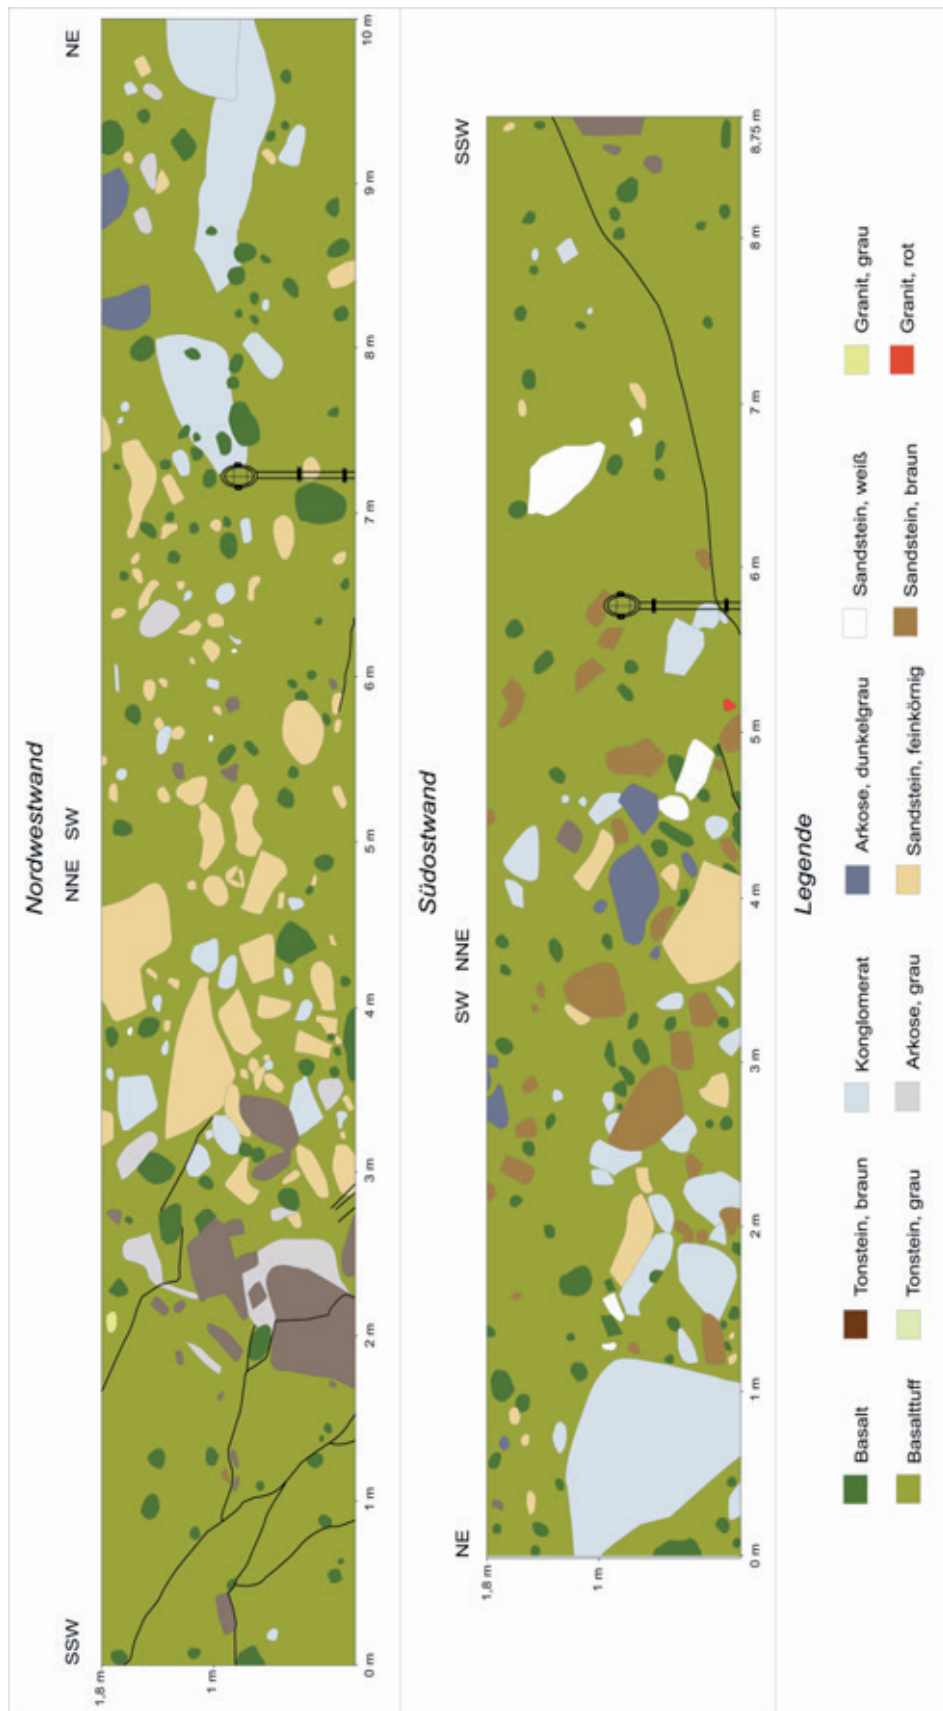 Nordwestwand
SSW NNE SW NE
1,8 m
1 m
0 m 1 m 2 m 3 m 4 m 5 m 6 m 7 m 8 m 9 m 10 m
Südostwand
NE SW NNE SSW
1,8 m
1 m
0 m 1 m 2 m 3 m 4 m 5 m 6 m 7 m 8 m 8,75 m
Legende
Basalt Tonstein, braun Konglomerat Arkose, dunkelgrau Sandstein, weiß Granit, grau
Basalttuff Tonstein, grau Arkose, grau Sandstein, feinkörnig Sandstein, braun Granit, rot